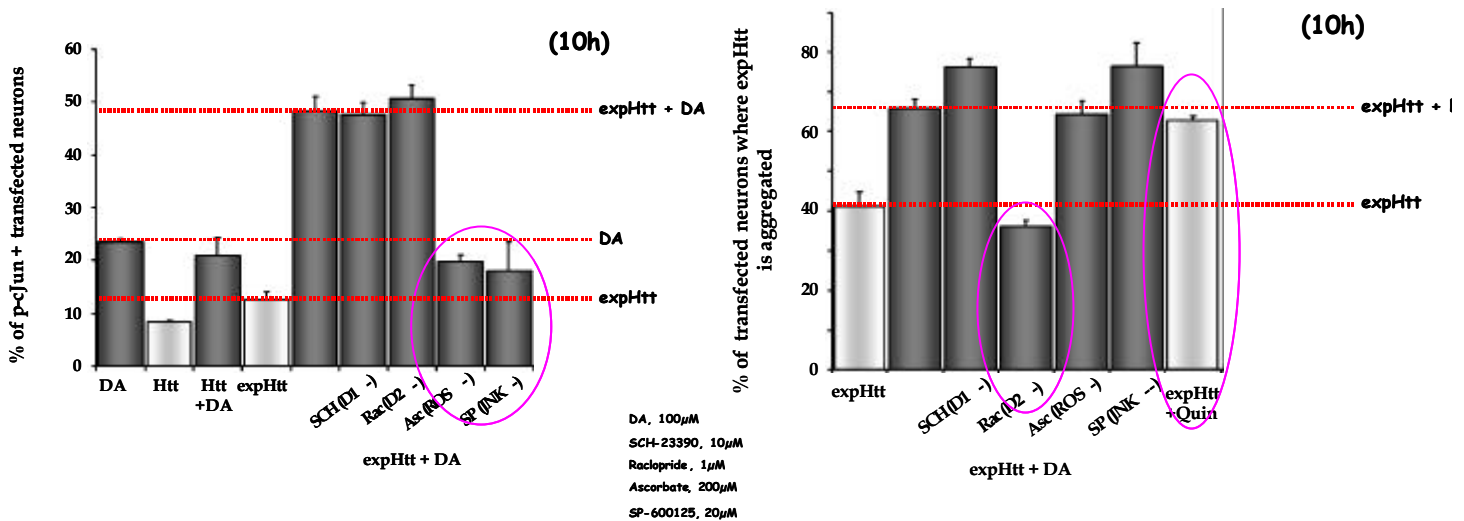 (10h)
% of p-cJun + transfected neurons
60
50
40
30
20
10
0
expHtt + DA
DA
expHtt
DA
Htt
Htt
+DA
expHtt
SCH (D1 -)
Rac (D2 -)
Asc (ROS -)
SP (JNK -)
expHtt + DA
DA, 100µM
SCH-23390, 10µM
Raclopride, 1µM
Ascorbate, 200µM
SP-600125, 20µM
(10h)
% of transfected neurons where expHtt
is aggregated
80
60
40
20
0
expHtt +
expHtt
expHtt
SCH (D1 -)
Rac (D2 -)
Asc (ROS -)
SP (JNK -)
expHtt
+Quin
expHtt + DA